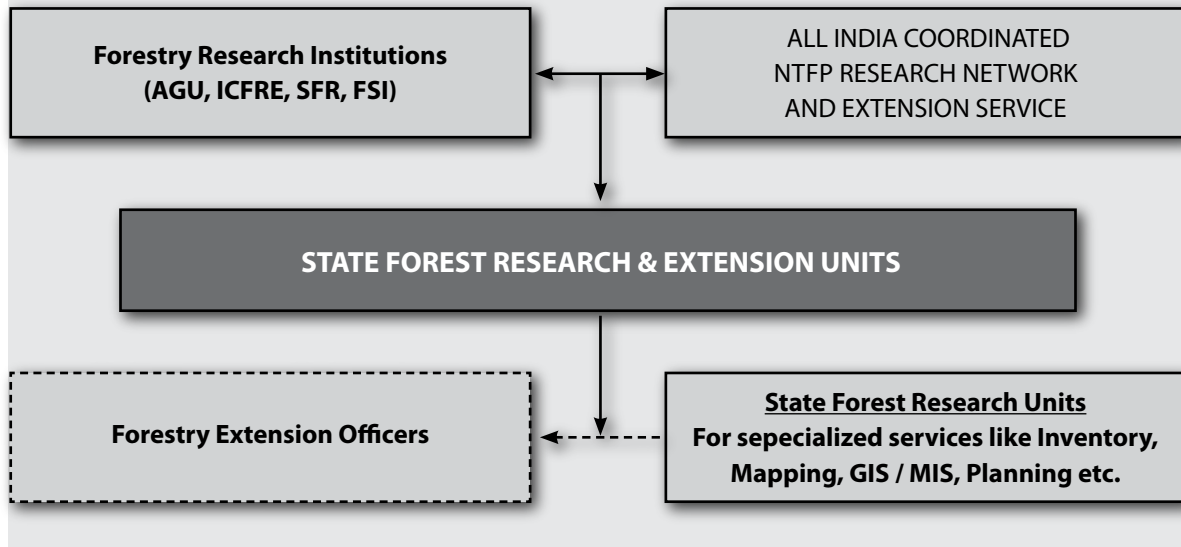 Forestry Research Institutions
(AGU, ICFRE, SFR, FSI)
ALL INDIA COORDINATED
NTFP RESEARCH NETWORK
AND EXTENSION SERVICE
STATE FOREST RESEARCH & EXTENSION UNITS
Forestry Extension Officers
State Forest Research Units
For sepecialized services like Inventory,
Mapping, GIS / MIS, Planning etc.